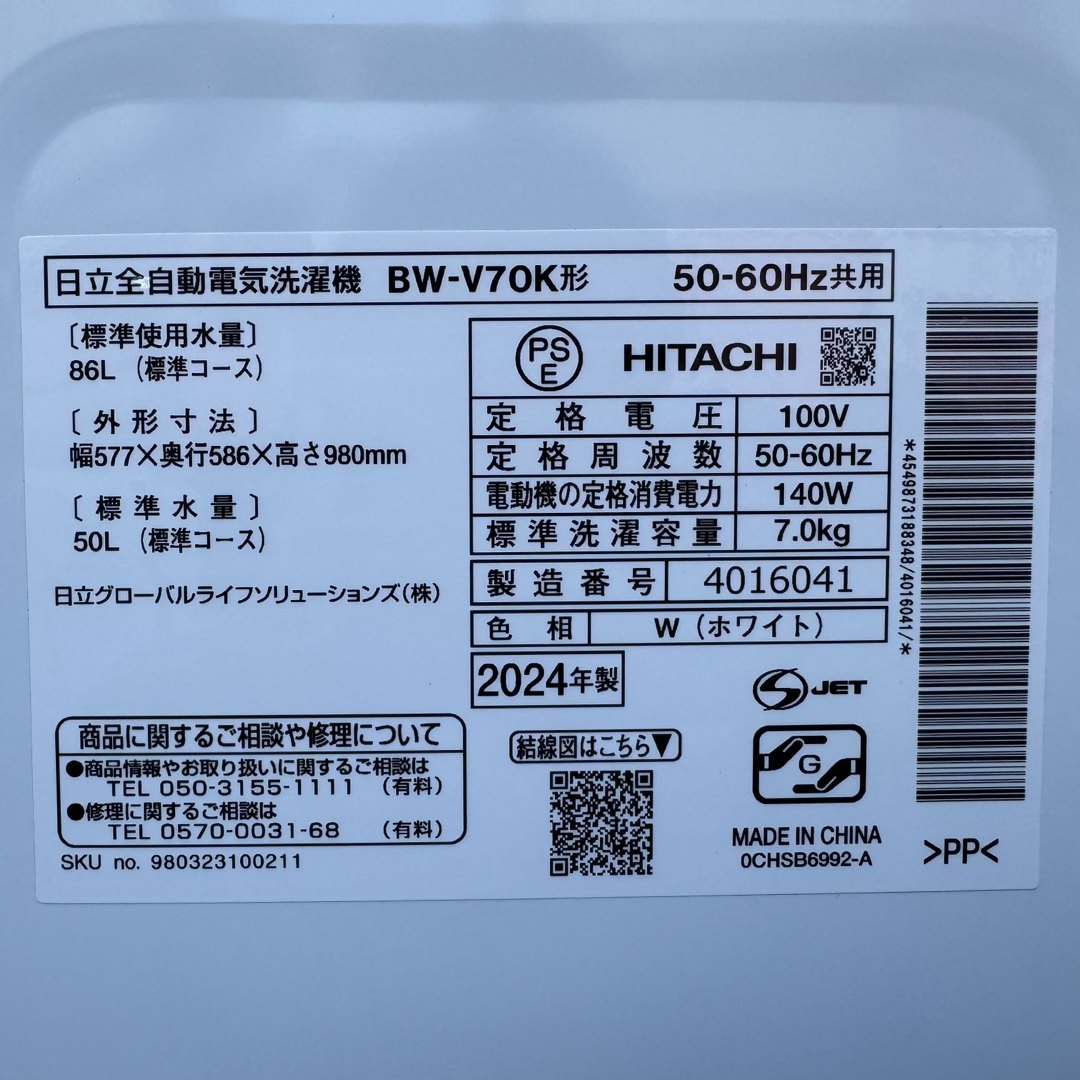 日立全自動電気洗濯機 BW-V70K形 50-60Hz共用
〔標準使用水量〕
86L (標準コース)
〔外形寸法〕
幅577×奥行586×高さ980mm
〔標準水量〕
50L (標準コース)
日立グローバルライフソリューションズ(株)
PS
E
HITACHI
定格電圧 100V
定格周波数 50-60Hz
電動機の定格消費電力 140W
標準洗濯容量 7.0kg
製造番号 4016041
色相 W (ホワイト)
2024年製
S JET
商品に関するご相談や修理について
●商品情報やお取り扱いに関するご相談は
TEL 050-3155-1111 (有料)
●修理に関するご相談は
TEL 0570-0031-68 (有料)
SKU no. 980323100211
結線図はこちら▼
G
MADE IN CHINA
0CHSB6992-A
>PP<
*4549873188348/4016041/*